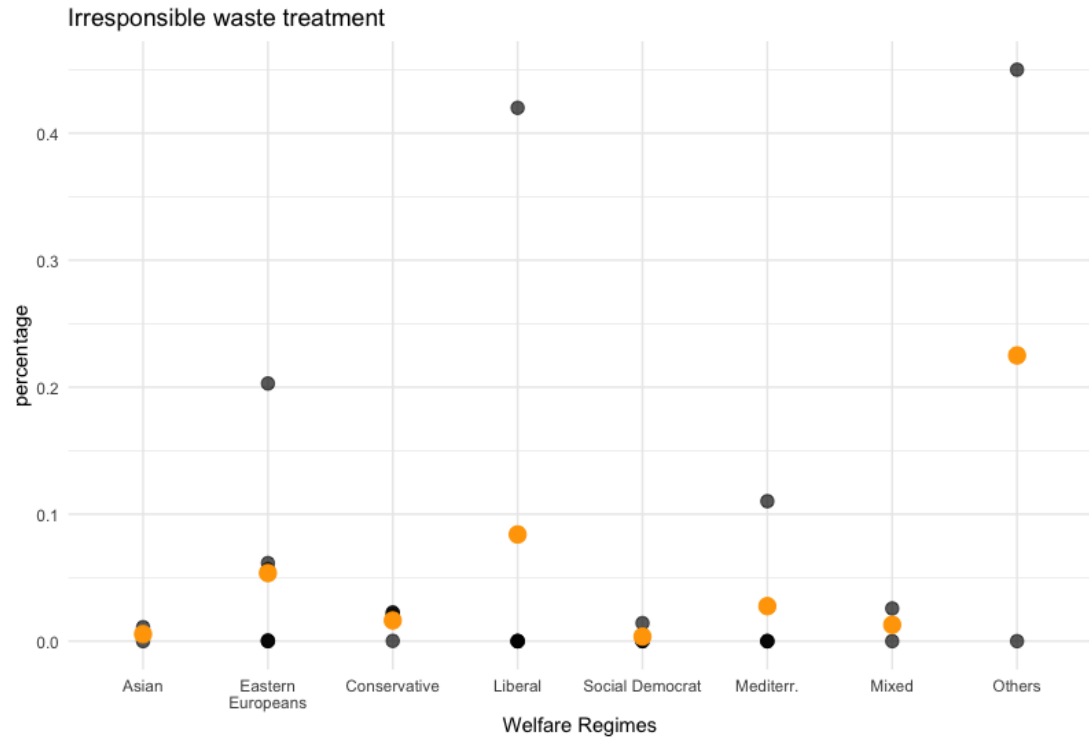 Irresponsible waste treatment
percentage
0.4
0.3
0.2
0.1
0.0
Asian
Eastern
Europeans
Conservative
Liberal
Social Democrat
Mediterr.
Mixed
Others
Welfare Regimes